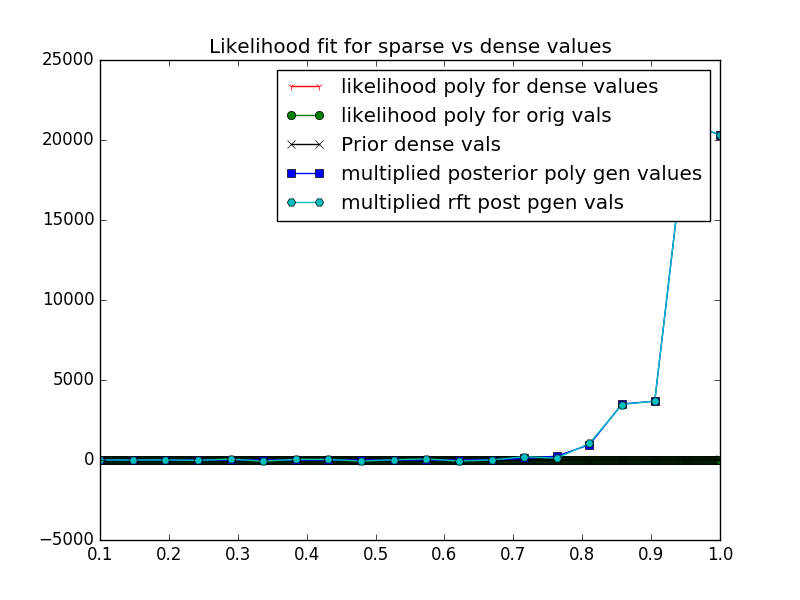 Likelihood fit for sparse vs dense values
25000
20000
15000
10000
5000
0
−5000
likelihood poly for dense values
likelihood poly for orig vals
Prior dense vals
multiplied posterior poly gen values
multiplied rft post pgen vals
0.1 0.2 0.3 0.4 0.5 0.6 0.7 0.8 0.9 1.0